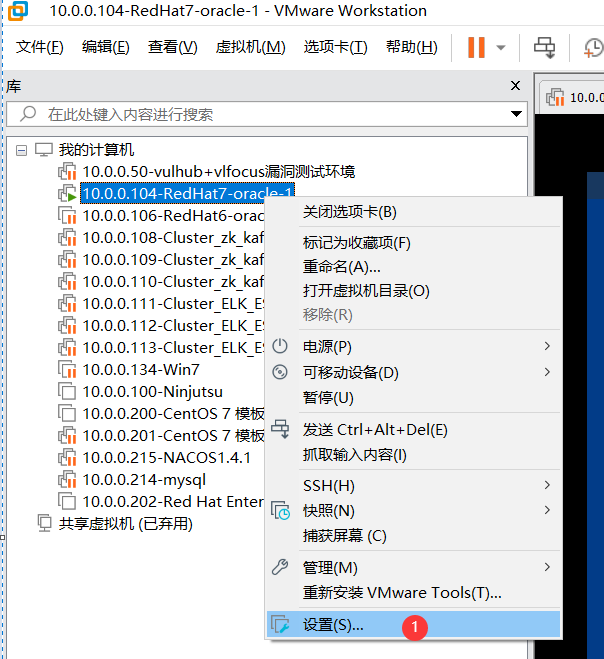 10.0.0.104-RedHat7-oracle-1 - VMware Workstation
文件(F) 编辑(E) 查看(V) 虚拟机(M) 选项卡(T) 帮助(H)
库
在此处键入内容进行搜索
10.0.0
我的计算机
10.0.0.50-vulhub+vlfocus漏洞测试环境
10.0.0.104-RedHat7-oracle-1
10.0.0.106-RedHat6-orac
10.0.0.108-Cluster_zk_kaf
10.0.0.109-Cluster_zk_kaf
10.0.0.110-Cluster_zk_kaf
10.0.0.111-Cluster_ELK_ES
10.0.0.112-Cluster_ELK_ES
10.0.0.113-Cluster_ELK_ES
10.0.0.134-Win7
10.0.0.100-Ninjutsu
10.0.0.200-CentOS 7 模板
10.0.0.201-CentOS 7 模板
10.0.0.215-NACOS1.4.1
10.0.0.214-mysql
10.0.0.202-Red Hat Enter
共享虚拟机 (已弃用)
关闭选项卡(B)
标记为收藏项(F)
重命名(A)...
打开虚拟机目录(O)
移除(R)
电源(P)
可移动设备(D)
暂停(U)
发送 Ctrl+Alt+Del(E)
抓取输入内容(I)
SSH(H)
快照(N)
捕获屏幕 (C)
管理(M)
重新安装 VMware Tools(T)...
设置(S)... 1